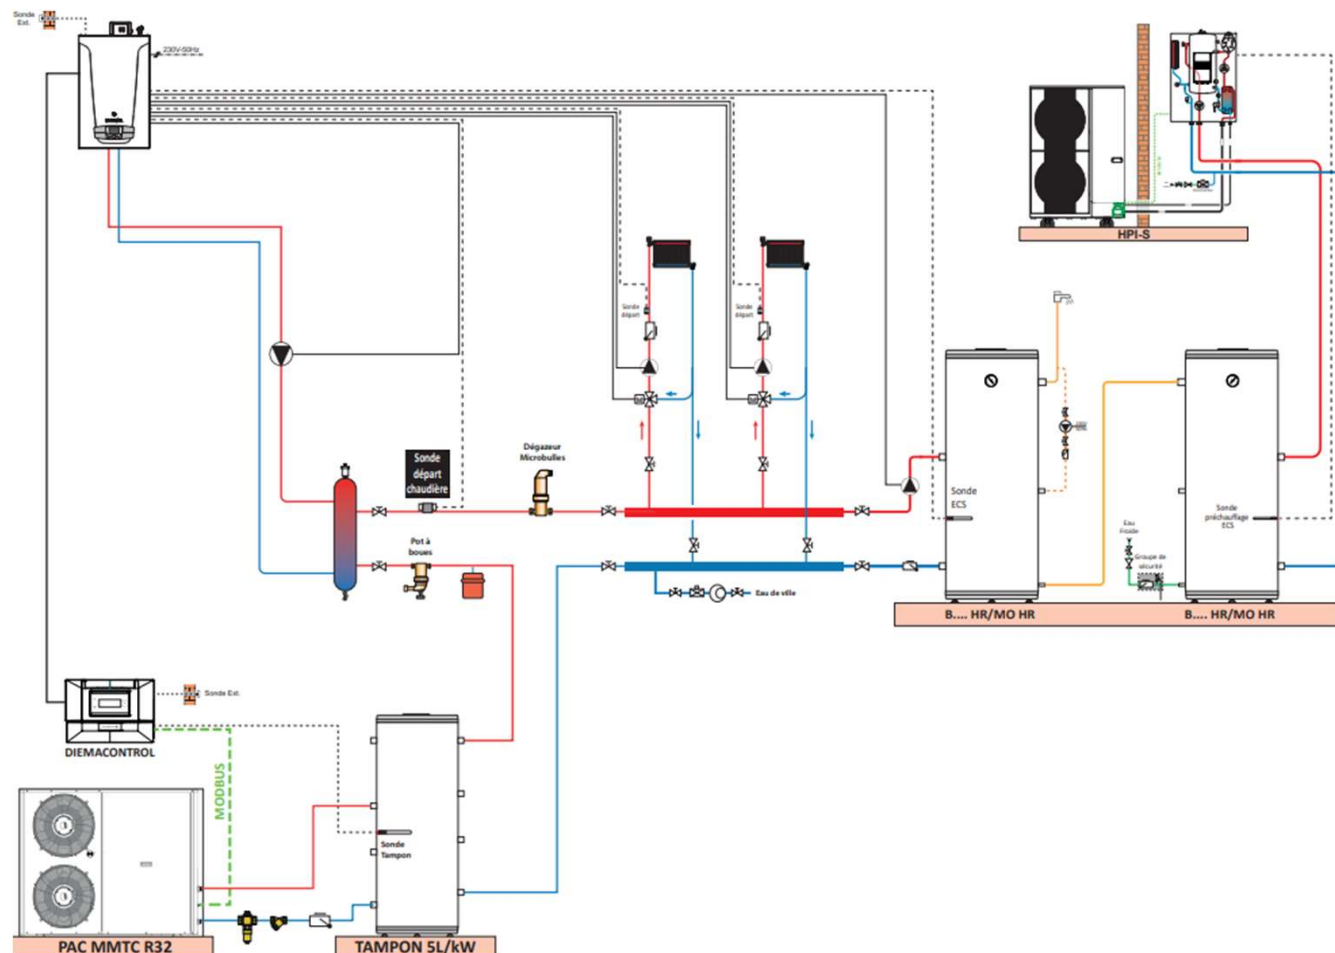 Sonde
Ext.
230V-50Hz
HPI-S
Sonde
départ
Sonde
départ
Dégazeur
Microbulles
Sonde
départ
chaudière
Sonde
ECS
Sonde
préchauffage
ECS
Eau
Froide
Groupe de
sécurité
Pot à
boues
Eau de ville
B.... HR/MO HR
B.... HR/MO HR
Sonde Ext.
DIEMACONTROL
MODBUS
Sonde
Tampon
PAC MMTC R32
TAMPON 5L/kW